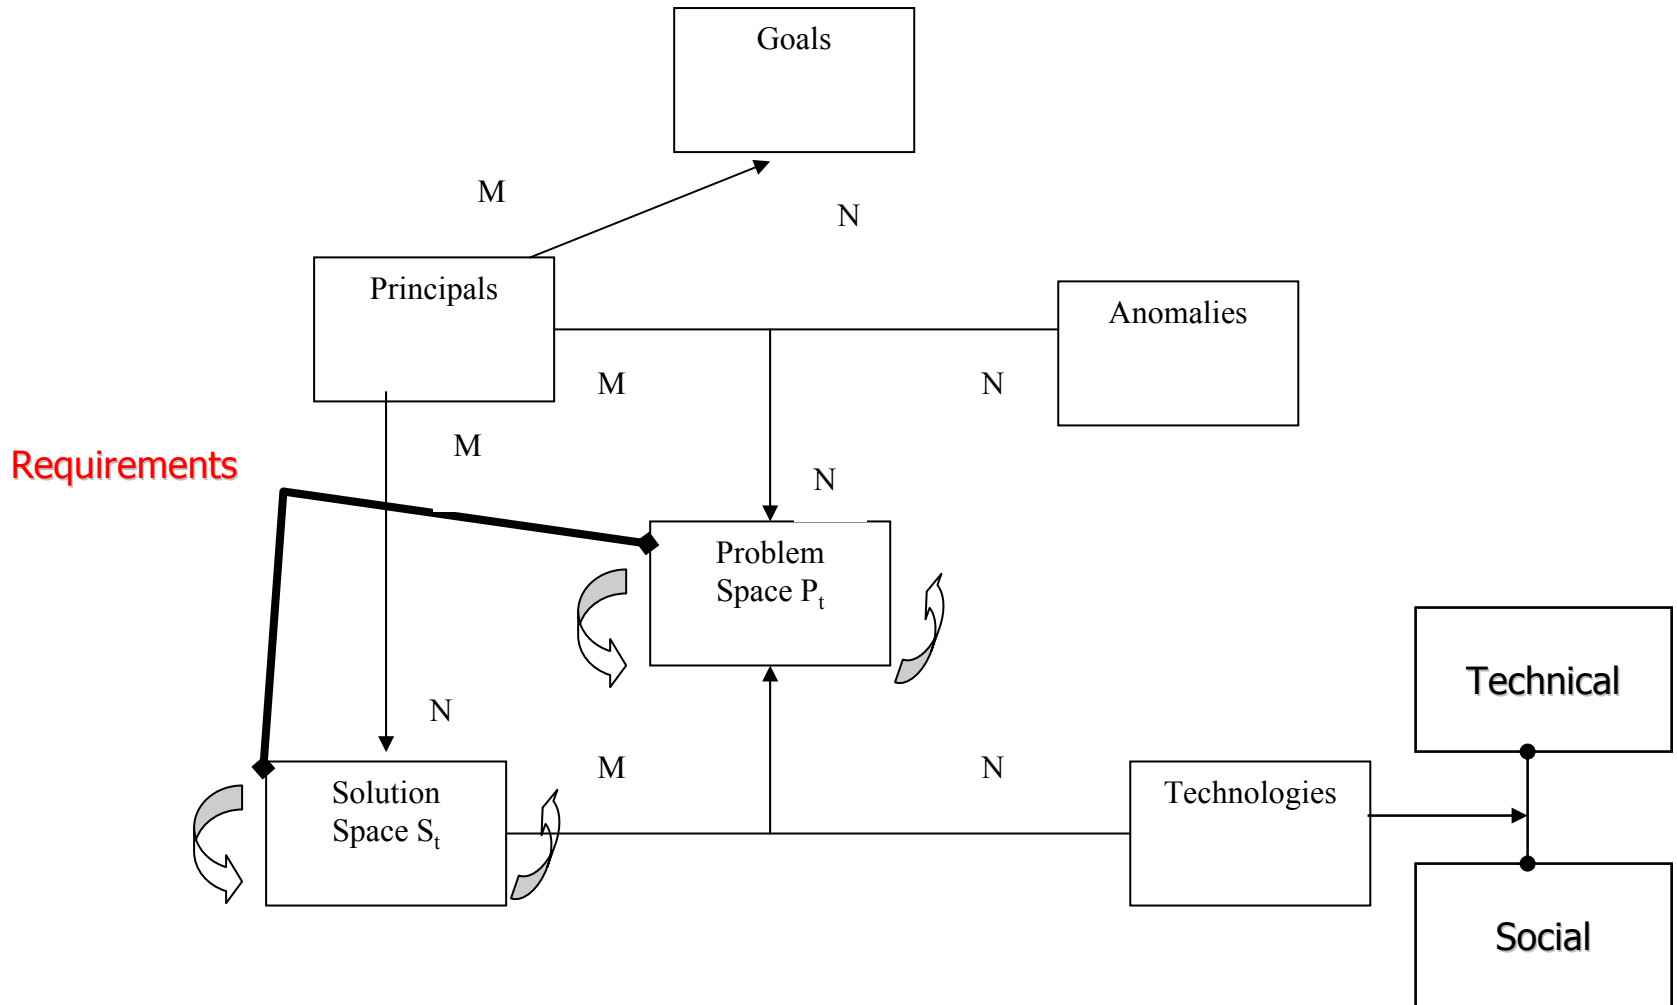 Goals
M
N
Principals
Anomalies
M
N
M
Requirements
N
Problem
Space Pt
Technical
N
M
N
Solution
Space St
Technologies
Social